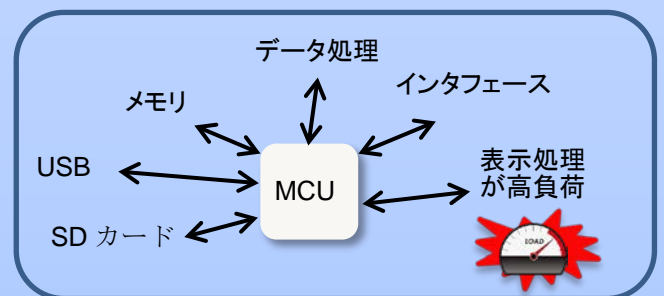 データ処理
インタフェース
メモリ
表示処理
が高負荷
USB
MCU
SD カード
LOAD